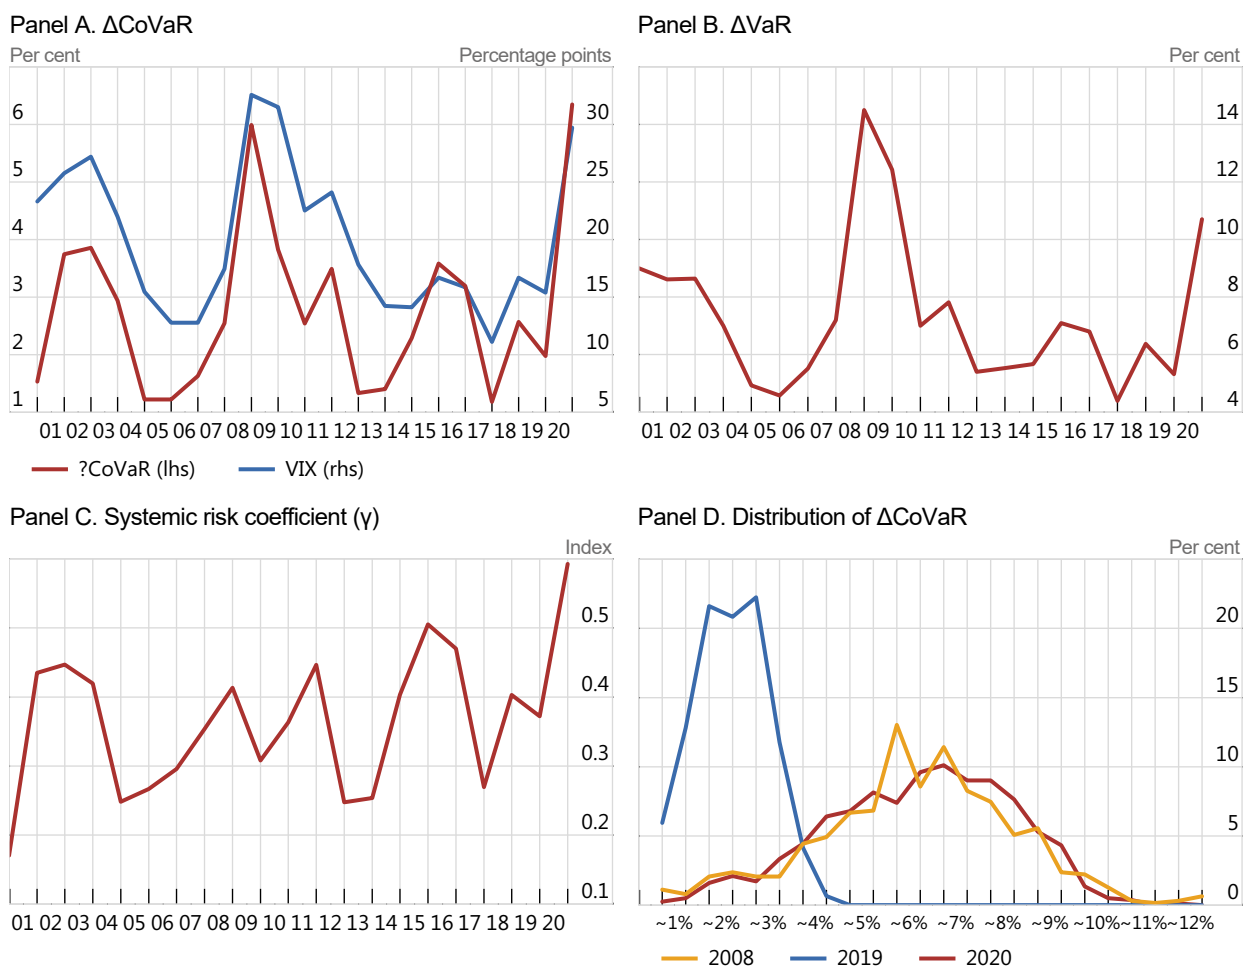 Panel A. ΔCoVaR
Per cent Percentage points
6 30
5 25
4 20
3 15
2 10
1 5
01 02 03 04 05 06 07 08 09 10 11 12 13 14 15 16 17 18 19 20
?CoVaR (lhs) VIX (rhs)
Panel B. ΔVaR
Per cent
14
12
10
8
6
4
01 02 03 04 05 06 07 08 09 10 11 12 13 14 15 16 17 18 19 20
Panel C. Systemic risk coefficient (γ)
Index
0.5
0.4
0.3
0.2
0.1
01 02 03 04 05 06 07 08 09 10 11 12 13 14 15 16 17 18 19 20
Panel D. Distribution of ΔCoVaR
Per cent
20
15
10
5
0
~1% ~2% ~3% ~4% ~5% ~6% ~7% ~8% ~9% ~10% ~11% ~12%
2008 2019 2020